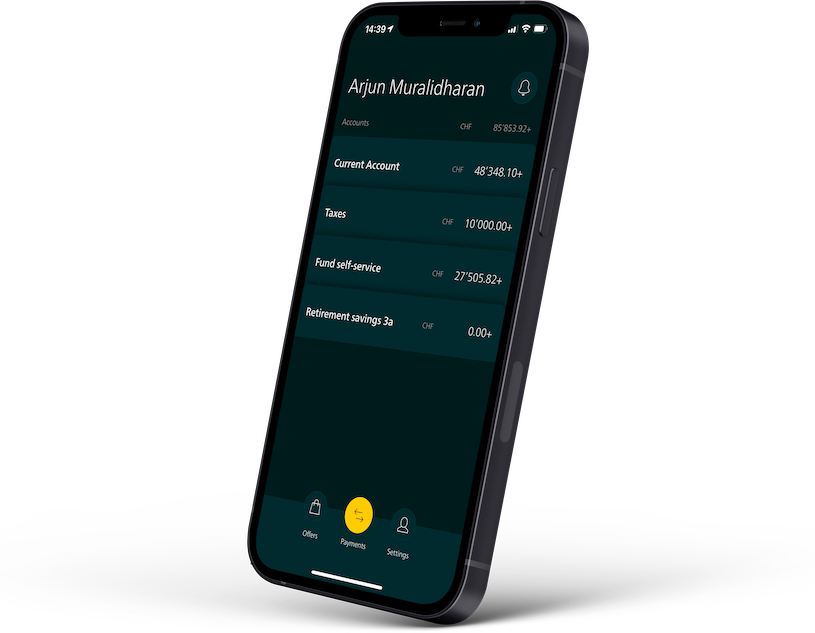 14:39
Arjun Muralidharan
Accounts CHF 85'853.92+
Current Account CHF 48'348.10+
Taxes CHF 10'000.00+
Fund self-service CHF 27'505.82+
Retirement savings 3a CHF 0.00+
Offers Payments Settings